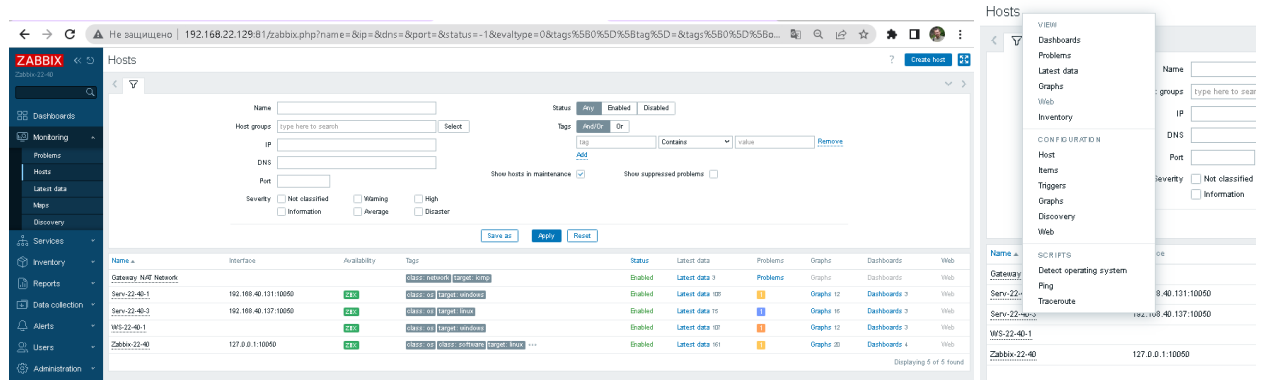 Не защищено | 192.168.22.129:81/zabbix.php?name=&ip=&dns=&port=&status=-1&evaltype=0&tags%5B0%5D%5Btag%5D=&tags%5B0%5D%5Bo...
ZABBIX
Zabbix-22-40
Dashboards
Monitoring
Problems
Hosts
Latest data
Maps
Discovery
Services
Inventory
Reports
Data collection
Alerts
Users
Administration
Hosts
? Create host
Name
Host groups type here to search Select
IP
DNS
Port
Severity Not classified Warning High
Information Average Disaster
Status Any Enabled Disabled
Tags And/Or Or
tag Contains value Remove
Add
Show hosts in maintenance Show suppressed problems
Save as Apply Reset
Name Interface Availability Tags Status Latest data Problems Graphs Dashboards Web
Gateway NAT Network class: network target: icmp Enabled Latest data 3 Problems Graphs Dashboards Web
Serv-22-40-1 192.168.40.131:10050 ZBX class: os target: windows Enabled Latest data 108 1 Graphs 12 Dashboards 3 Web
Serv-22-40-3 192.168.40.137:10050 ZBX class: os target: linux Enabled Latest data 15 1 Graphs 16 Dashboards 3 Web
WS-22-40-1 ZBX class: os target: windows Enabled Latest data 107 1 Graphs 12 Dashboards 3 Web
Zabbix-22-40 127.0.0.1:10050 ZBX class: os class: software target: linux ••• Enabled Latest data 161 1 Graphs 20 Dashboards 4 Web
Displaying 5 of 5 found
Hosts
VIEW
Dashboards
Problems
Latest data
Graphs
Web
Inventory
CONFIGURATION
Host
Items
Triggers
Graphs
Discovery
Web
SCRIPTS
Detect operating system
Ping
Traceroute
Name
groups type here to sear
IP
DNS
Port
Severity Not classified
Information
Name
Gateway
Serv-22-
Serv-22-40-3 192.168.40.137:10050
WS-22-40-1
Zabbix-22-40 127.0.0.1:10050